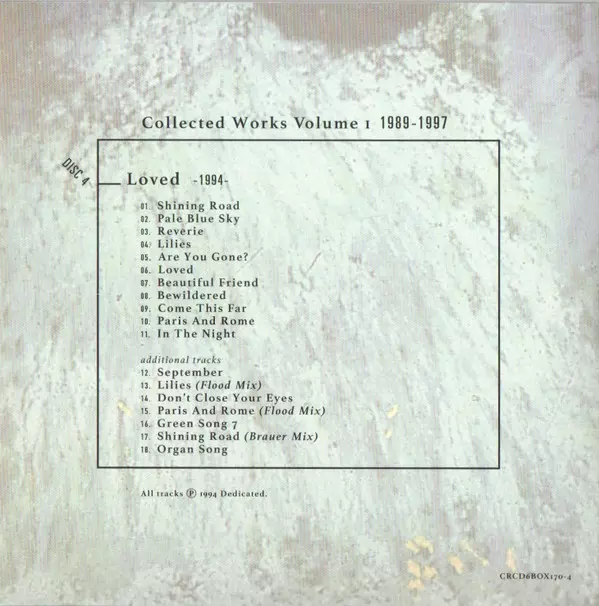 Collected Works Volume I 1989-1997
DISC 4
Loved -1994-
01. Shining Road
02. Pale Blue Sky
03. Reverie
04. Lilies
05. Are You Gone?
06. Loved
07. Beautiful Friend
08. Bewildered
09. Come This Far
10. Paris And Rome
11. In The Night
additional tracks
12. September
13. Lilies (Flood Mix)
14. Don't Close Your Eyes
15. Paris And Rome (Flood Mix)
16. Green Song 7
17. Shining Road (Brauer Mix)
18. Organ Song
All tracks ℗ 1994 Dedicated.
CRCD6BOX170-4